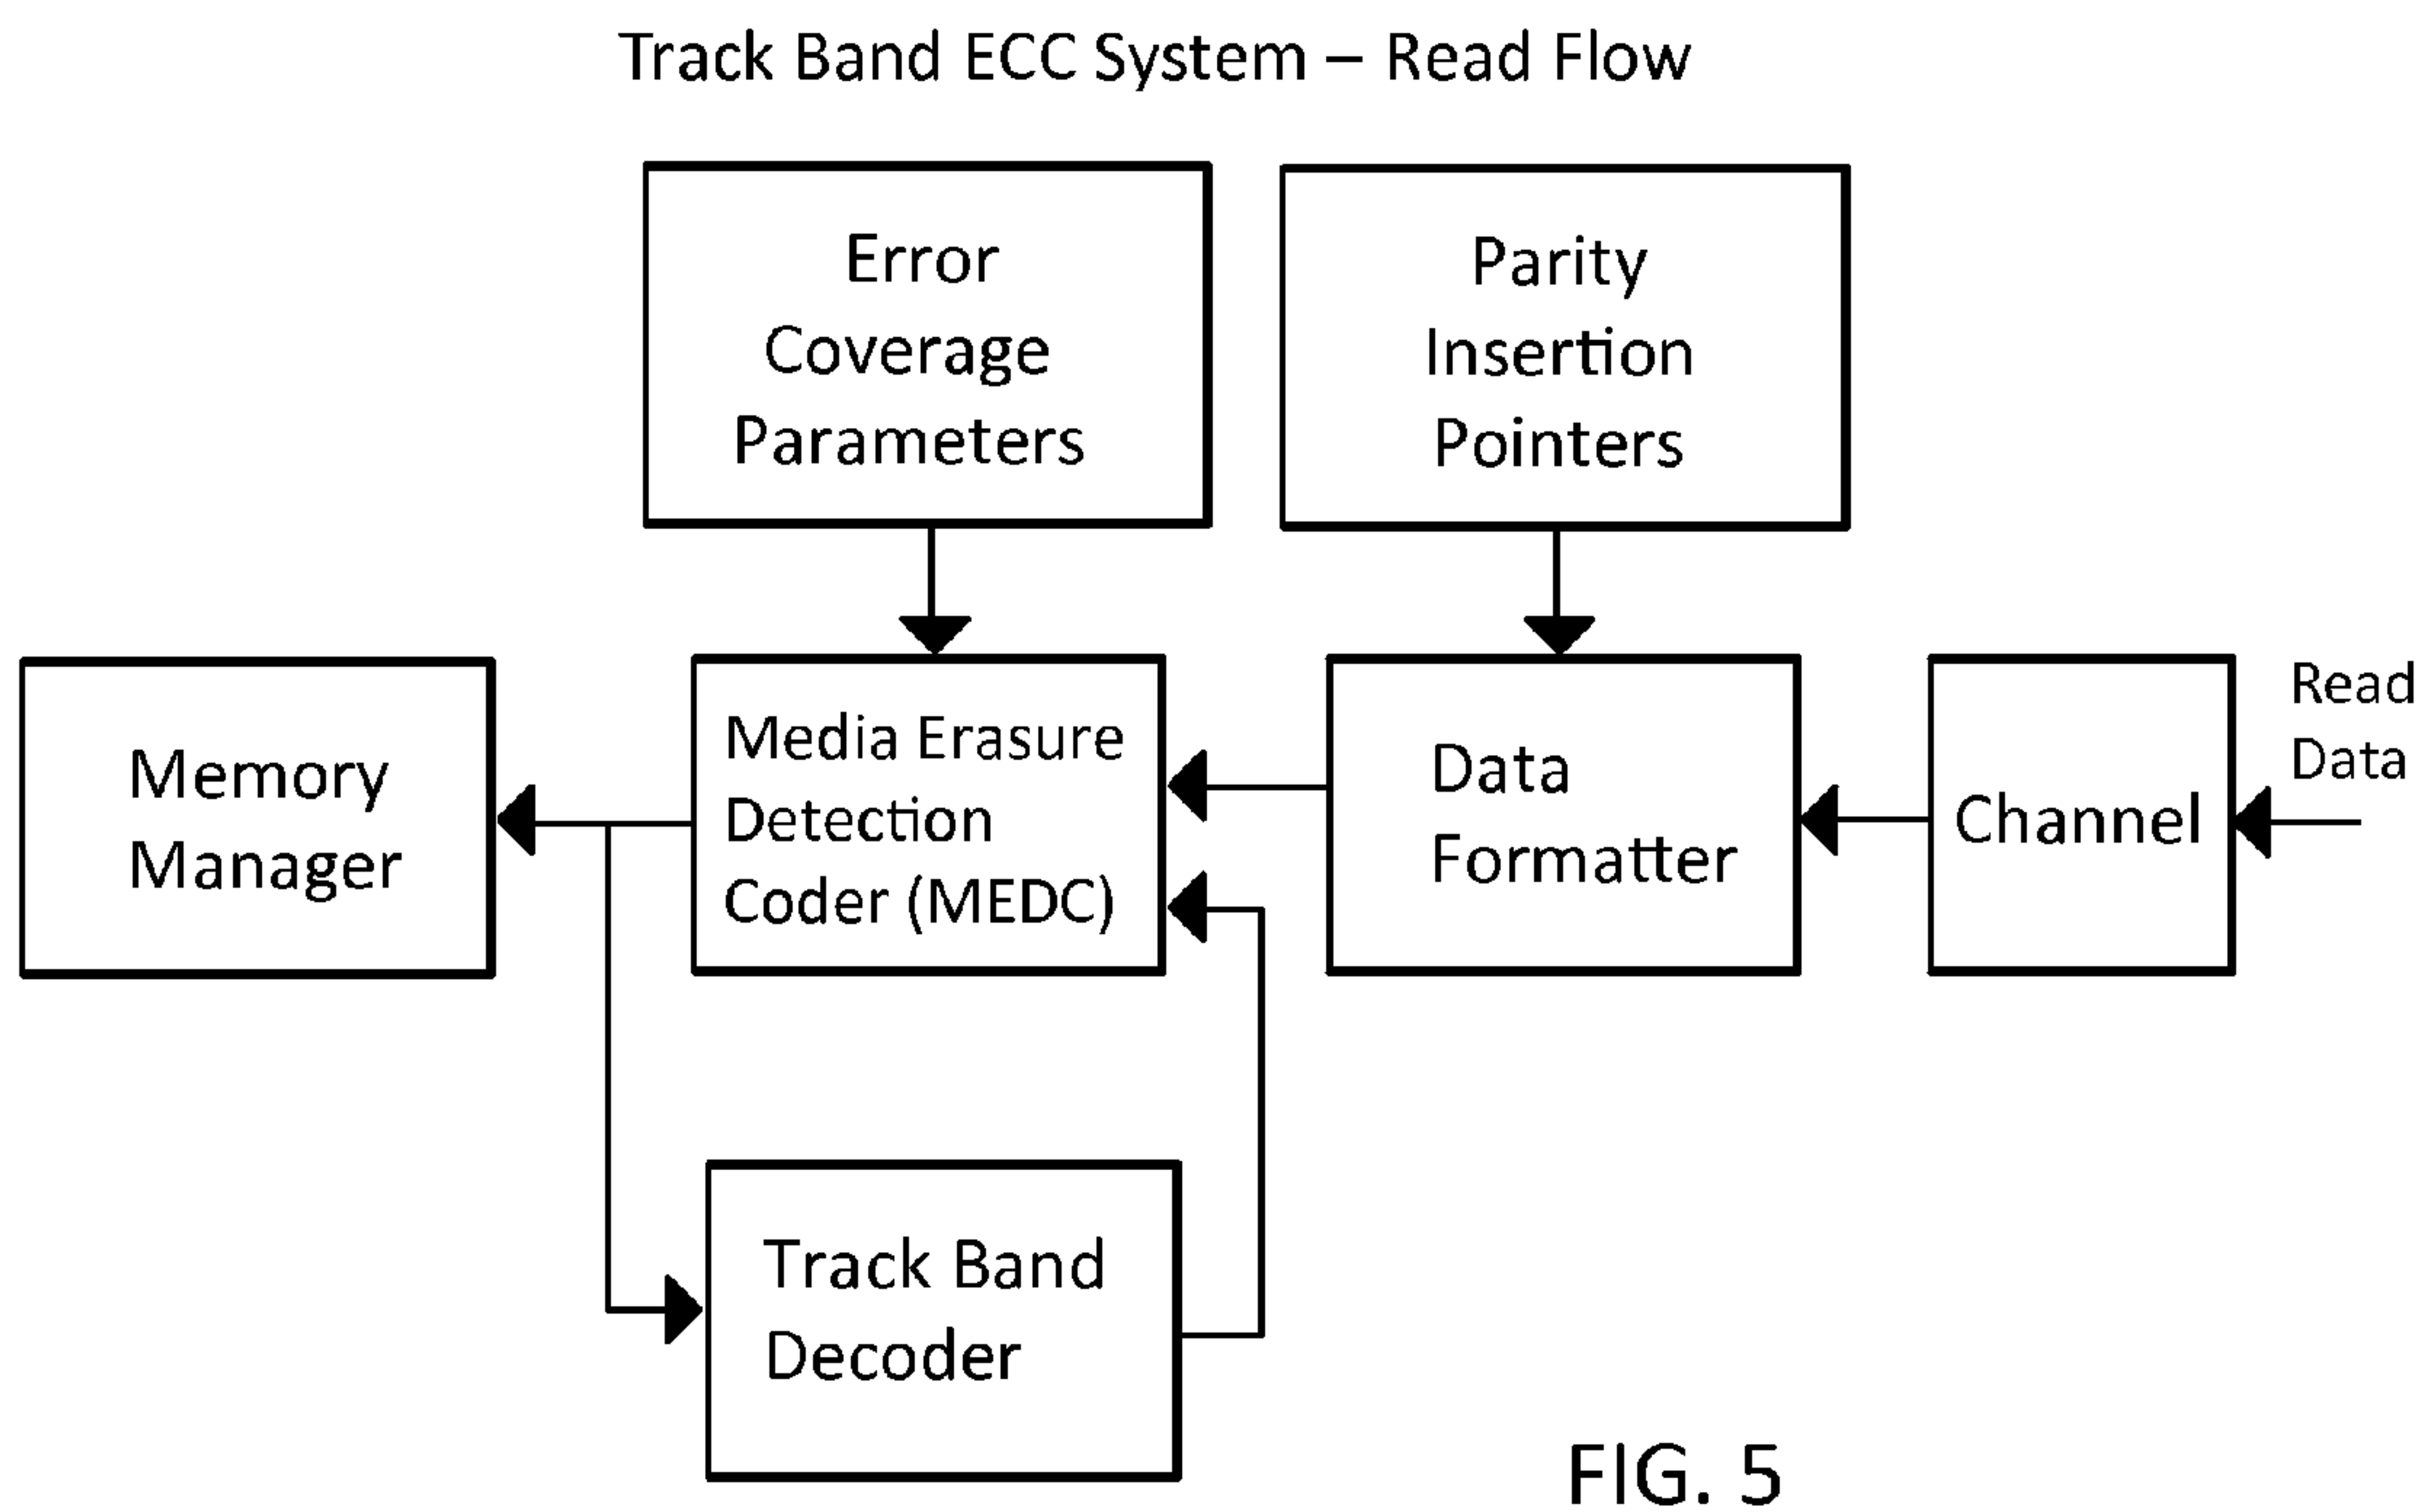 Track Band ECC System – Read Flow
Error
Coverage
Parameters
Parity
Insertion
Pointers
Memory
Manager
Media Erasure
Detection
Coder (MEDC)
Data
Formatter
Channel
Read
Data
Track Band
Decoder
FIG. 5